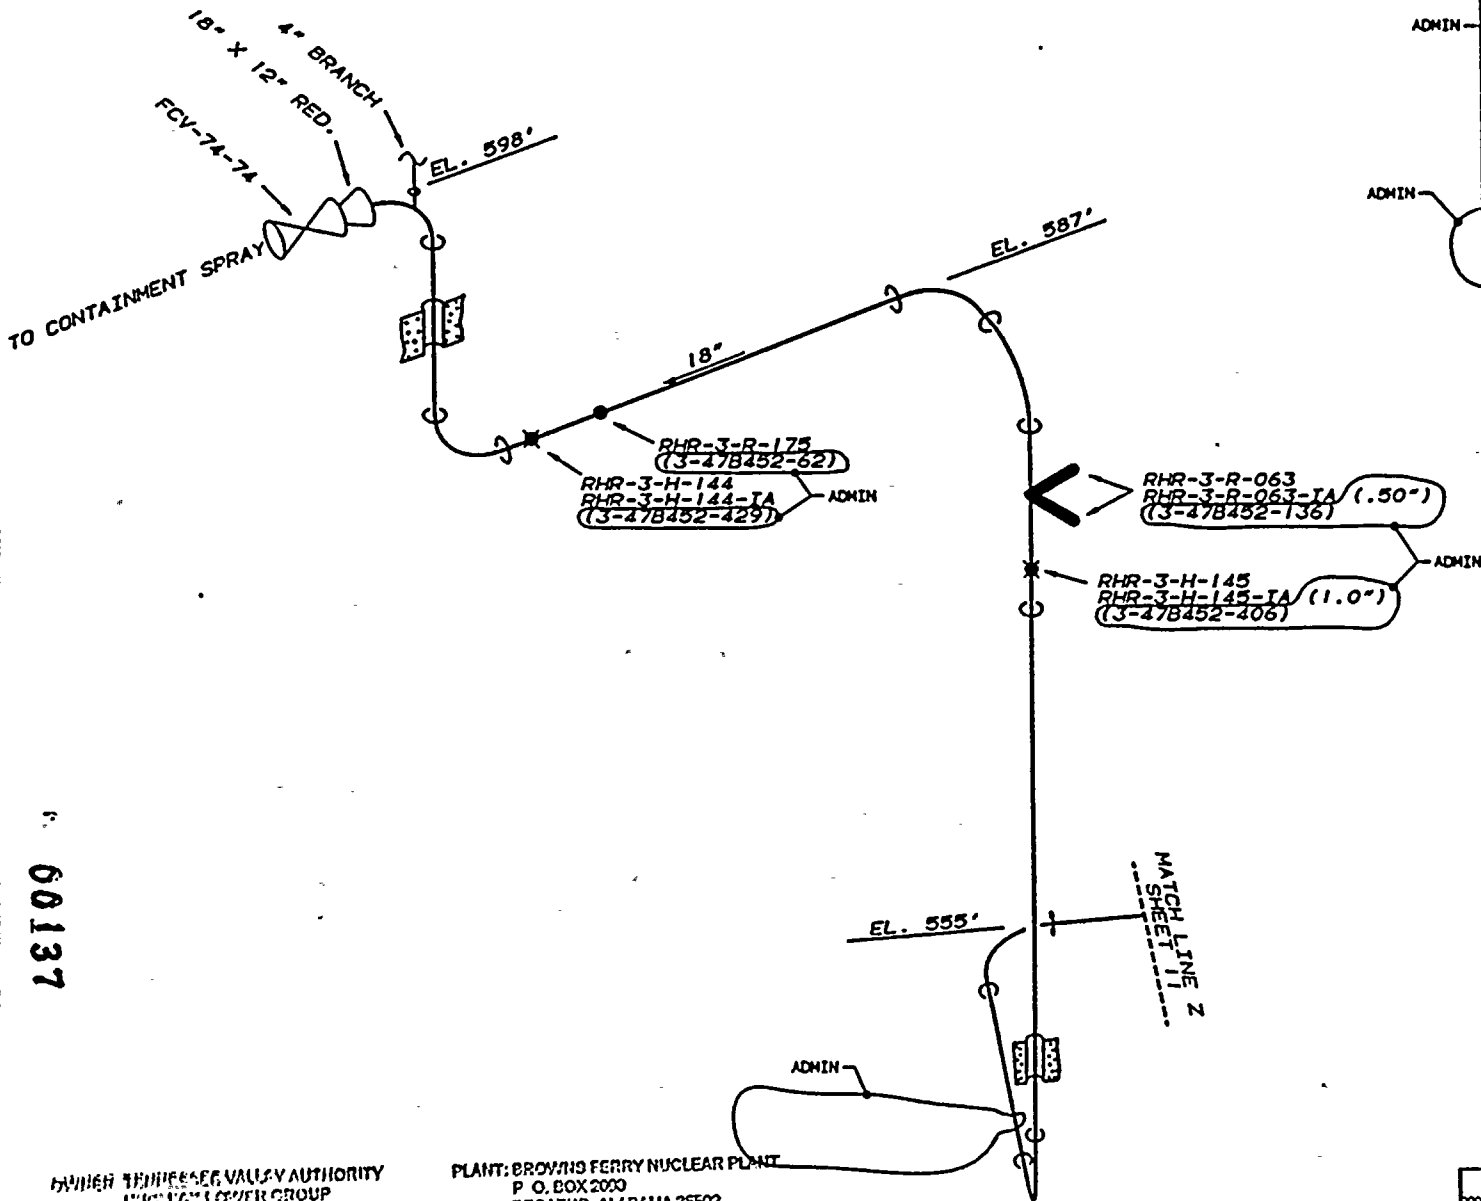 ADMIN
4" BRANCH
18" X 12" RED.
FCV-74-74
EL. 598'
TO CONTAINMENT SPRAY
ADMIN
EL. 587'
18"
RHR-3-R-175
(3-47B452-62)
RHR-3-H-144
RHR-3-H-144-IA
(3-47B452-429)
ADMIN
RHR-3-R-063
RHR-3-R-063-IA (.50")
(3-47B452-136)
ADMIN
RHR-3-H-145
RHR-3-H-145-IA (1.0")
(3-47B452-406)
60137
EL. 555'
MATCH LINE Z
SHEET 11
ADMIN
OWNER TENNESSEE VALLEY AUTHORITY
POWER GROUP
PLANT: BROWNS FERRY NUCLEAR PLANT
P O. BOX 2000